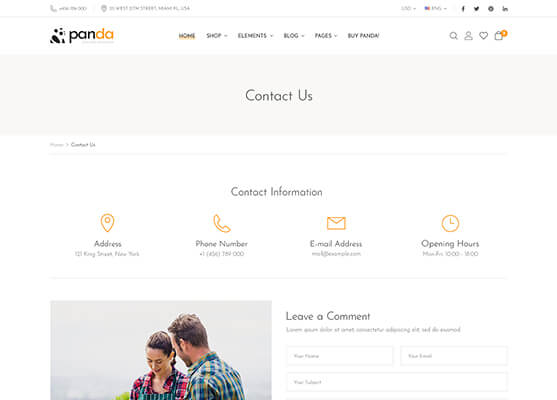 +456 789 000 20 WEST 20TH STREET, MIAMI FL, USA USD ENG
panda HOME SHOP ELEMENTS BLOG PAGES BUY PANDA! 0
Contact Us
Home > Contact Us
Contact Information
Address Phone Number E-mail Address Opening Hours
121 King Street, New York +1 (456) 789 000 mail@example.com Mon-Fri: 10:00 - 18:00
Leave a Comment
Lorem ipsum dolor sit amet, consectetur adipiscing elit, sed do eiusmod
Your Name Your Email
Your Subject